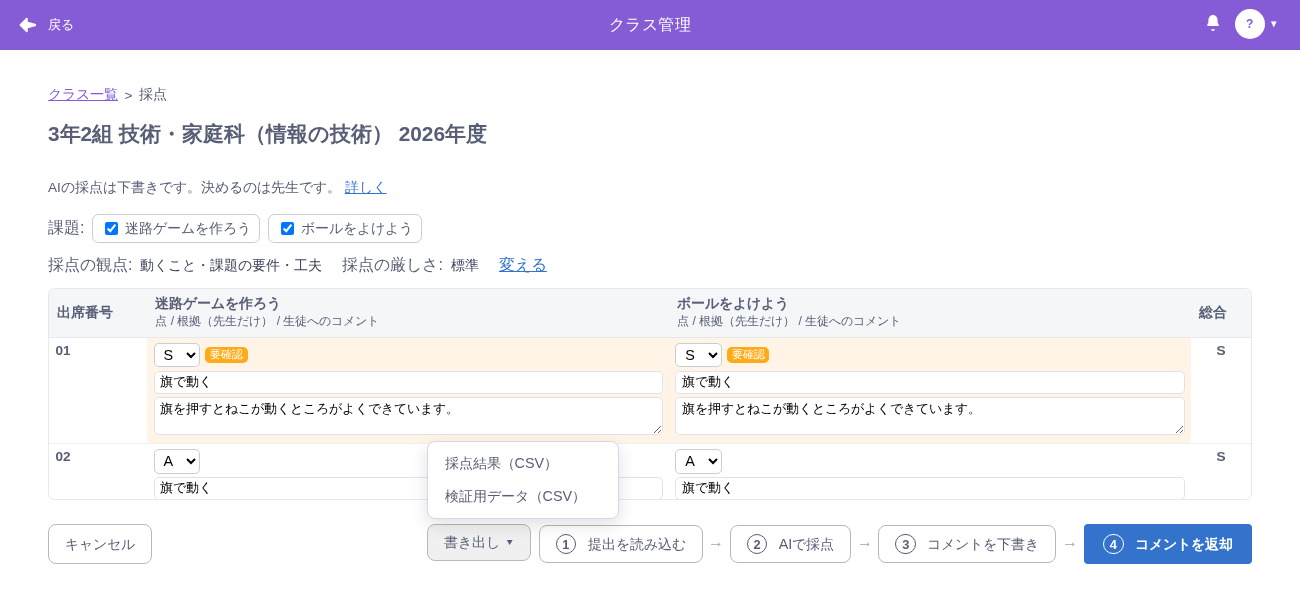 戻る
クラス管理
?
▼
クラス一覧 > 採点
3年2組 技術・家庭科（情報の技術） 2026年度
AIの採点は下書きです。決めるのは先生です。 詳しく
課題: 迷路ゲームを作ろう ボールをよけよう
採点の観点: 動くこと・課題の要件・工夫 採点の厳しさ: 標準 変える
出席番号
迷路ゲームを作ろう
点 / 根拠（先生だけ） / 生徒へのコメント
ボールをよけよう
点 / 根拠（先生だけ） / 生徒へのコメント
総合
01
S 要確認
旗で動く
旗を押すとねこが動くところがよくできています。
S 要確認
旗で動く
旗を押すとねこが動くところがよくできています。
S
02
A
旗で動く
A
旗で動く
S
採点結果（CSV）
検証用データ（CSV）
キャンセル
書き出し ▼
1 提出を読み込む
→
2 AIで採点
→
3 コメントを下書き
→
4 コメントを返却